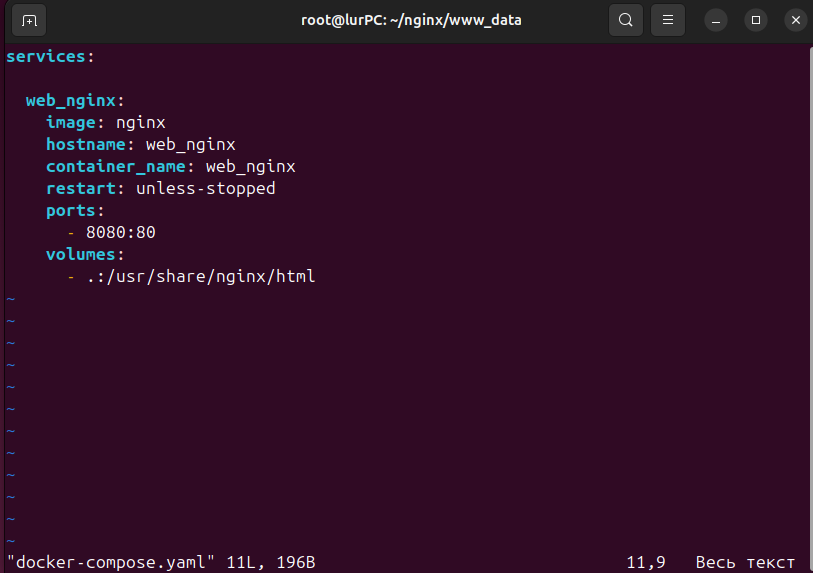 root@lurPC: ~/nginx/www_data
services:
  web_nginx:
    image: nginx
    hostname: web_nginx
    container_name: web_nginx
    restart: unless-stopped
    ports:
      - 8080:80
    volumes:
      - .:/usr/share/nginx/html
~
~
~
~
~
~
~
~
~
~
~
~
"docker-compose.yaml" 11L, 196B 11,9 Весь текст